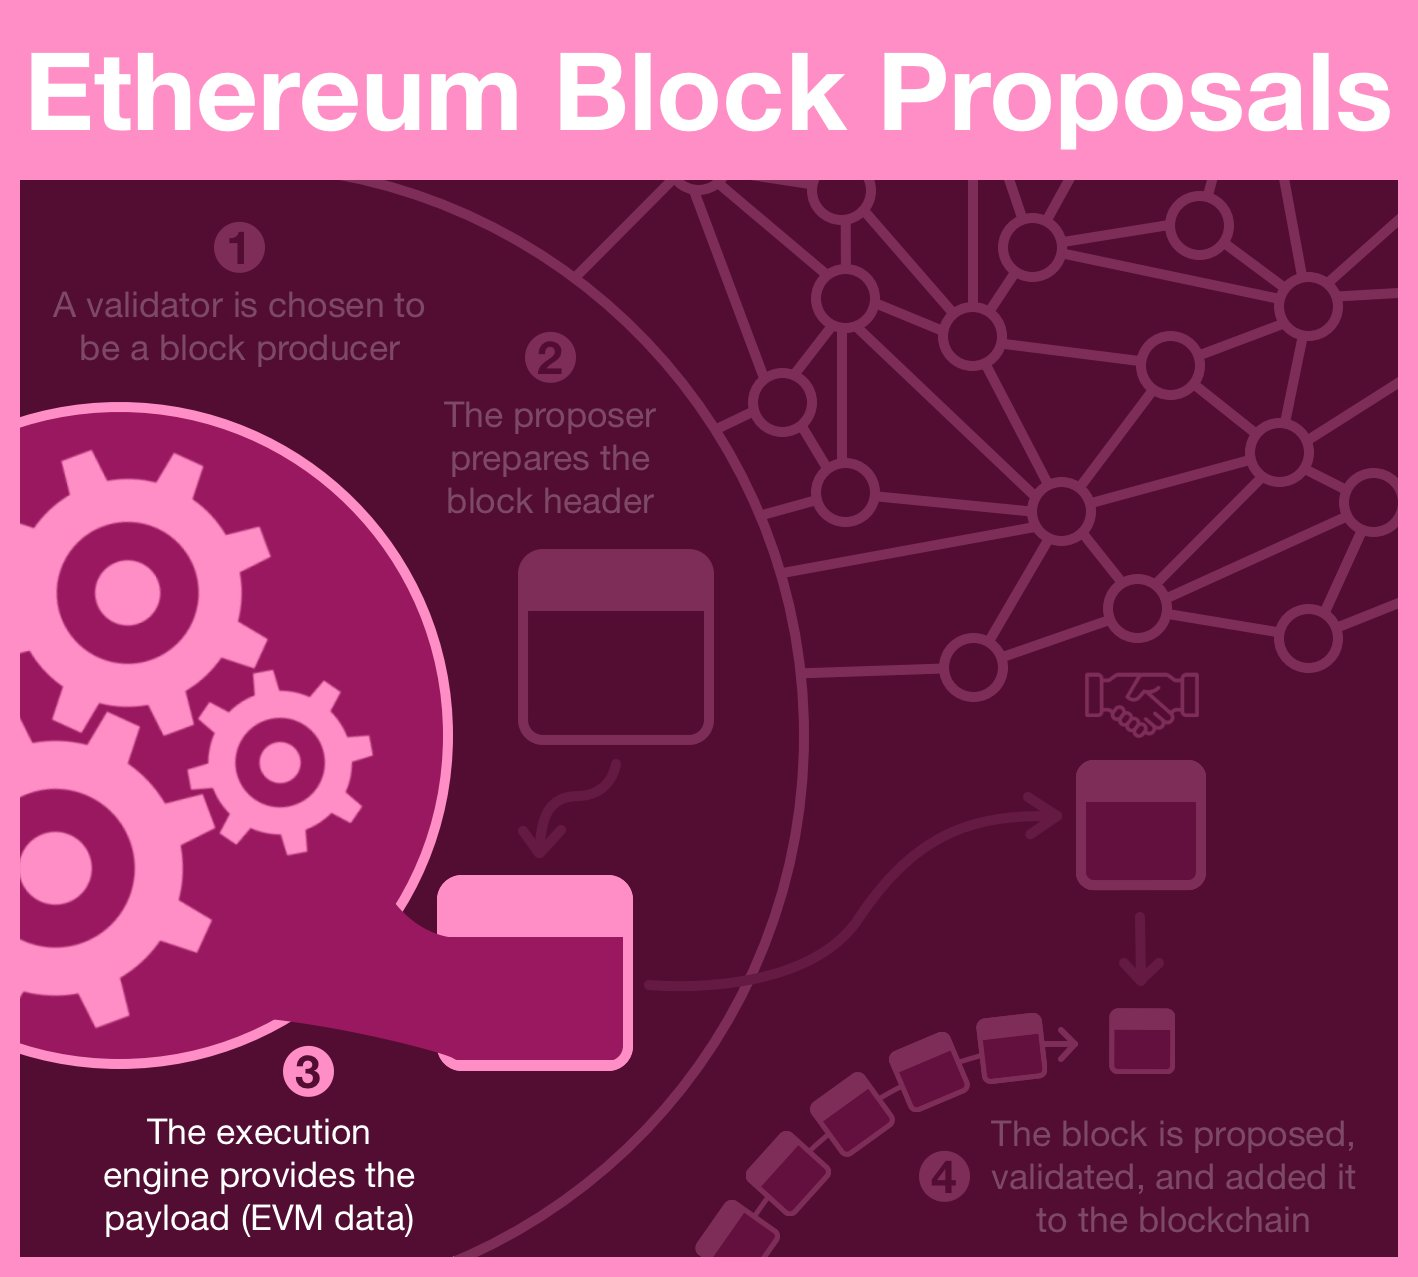 Ethereum Block Proposals
1
A validator is chosen to
be a block producer
2
The proposer
prepares the
block header
3
The execution
engine provides the
payload (EVM data)
4
The block is proposed,
validated, and added it
to the blockchain